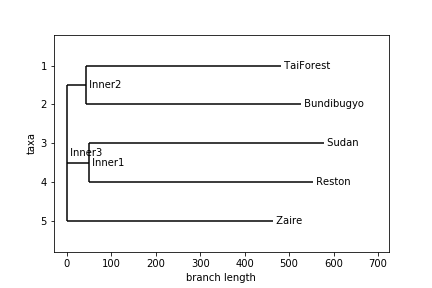 1
TaiForest
Inner2
2
Bundibugyo
3
Sudan
Inner3
Inner1
4
Reston
5
Zaire
taxa
0 100 200 300 400 500 600 700
branch length